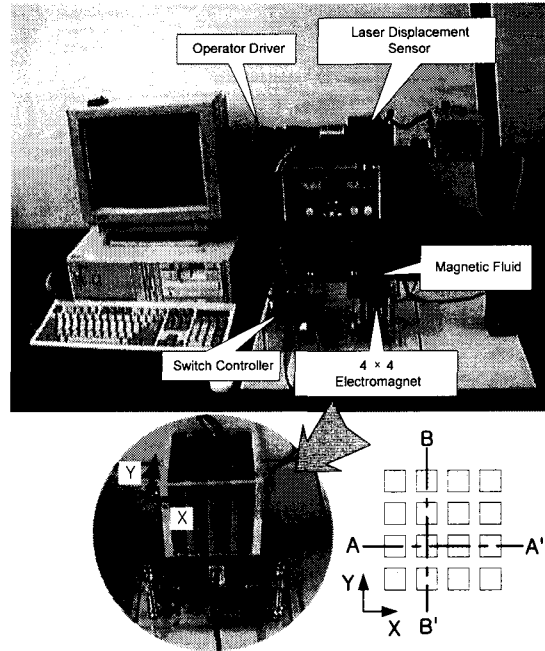 Laser Displacement
Sensor
Operator Driver
Magnetic Fluid
Switch Controller
4 × 4
Electromagnet
B
Y
X
A
A'
Y
X
B'